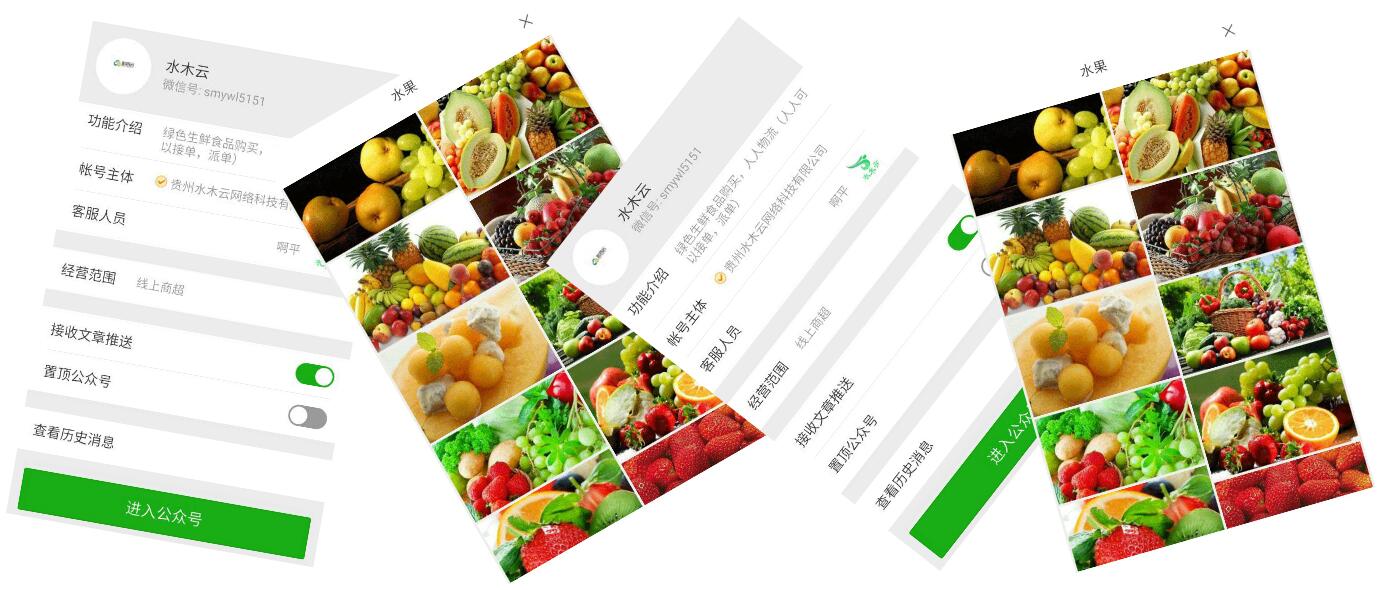 水木云
微信号: smywl5151
功能介绍
绿色生鲜食品购买，
以接单，派单）
帐号主体
贵州水木云网络科技有
客服人员
啊平
经营范围
线上商超
接收文章推送
置顶公众号
查看历史消息
进入公众号
水果
水木云
微信号: smywl5151
功能介绍
绿色生鲜食品购买，人人物流（人人可
以接单，派单）
帐号主体
贵州水木云网络科技有限公司
客服人员
啊平
水木云
经营范围
线上商超
接收文章推送
置顶公众号
查看历史消息
进入公众
水果